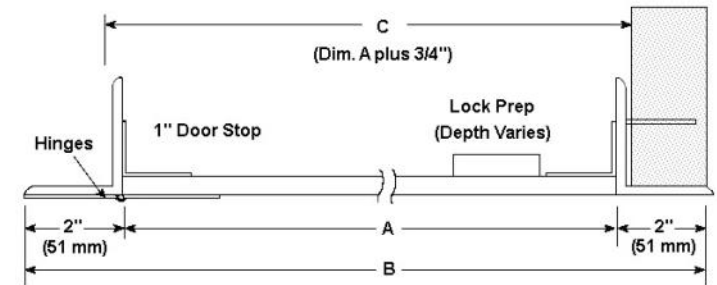 C
(Dim. A plus 3/4")
Lock Prep
(Depth Varies)
1" Door Stop
Hinges
2"
(51 mm)
A
2"
(51 mm)
B